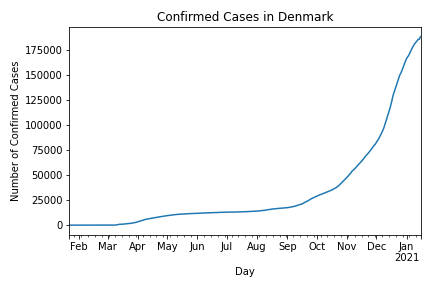 Confirmed Cases in Denmark
Number of Confirmed Cases
175000
150000
125000
100000
75000
50000
25000
0
Feb Mar Apr May Jun Jul Aug Sep Oct Nov Dec Jan
2021
Day